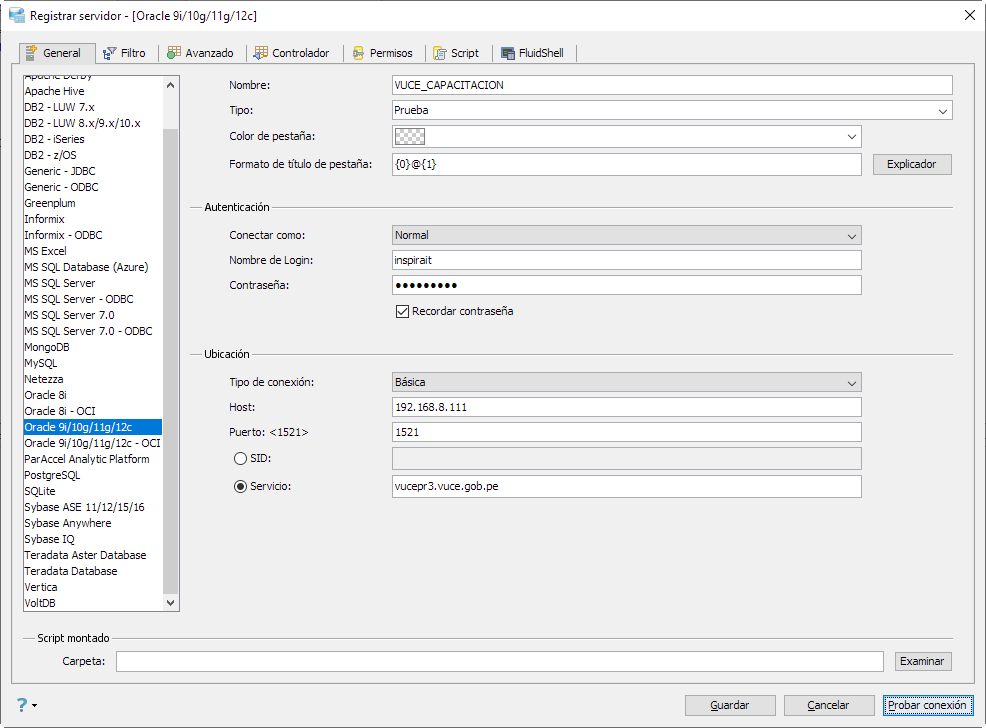 Registrar servidor - [Oracle 9i/10g/11g/12c]
General
Filtro
Avanzado
Controlador
Permisos
Script
FluidShell
Apache Derby
Apache Hive
DB2 - LUW 7.x
DB2 - LUW 8.x/9.x/10.x
DB2 - iSeries
DB2 - z/OS
Generic - JDBC
Generic - ODBC
Greenplum
Informix
Informix - ODBC
MS Excel
MS SQL Database (Azure)
MS SQL Server
MS SQL Server - ODBC
MS SQL Server 7.0
MS SQL Server 7.0 - ODBC
MongoDB
MySQL
Netezza
Oracle 8i
Oracle 8i - OCI
Oracle 9i/10g/11g/12c
Oracle 9i/10g/11g/12c - OCI
ParAccel Analytic Platform
PostgreSQL
SQLite
Sybase ASE 11/12/15/16
Sybase Anywhere
Sybase IQ
Teradata Aster Database
Teradata Database
Vertica
VoltDB
Nombre: VUCE_CAPACITACION
Tipo: Prueba
Color de pestaña:
Formato de título de pestaña: {0}@{1} Explicador
Autenticación
Conectar como: Normal
Nombre de Login: inspirait
Contraseña: •••••••••
Recordar contraseña
Ubicación
Tipo de conexión: Básica
Host: 192.168.8.111
Puerto: <1521> 1521
SID:
Servicio: vucepr3.vuce.gob.pe
Script montado
Carpeta: Examinar
? Guardar Cancelar Probar conexión